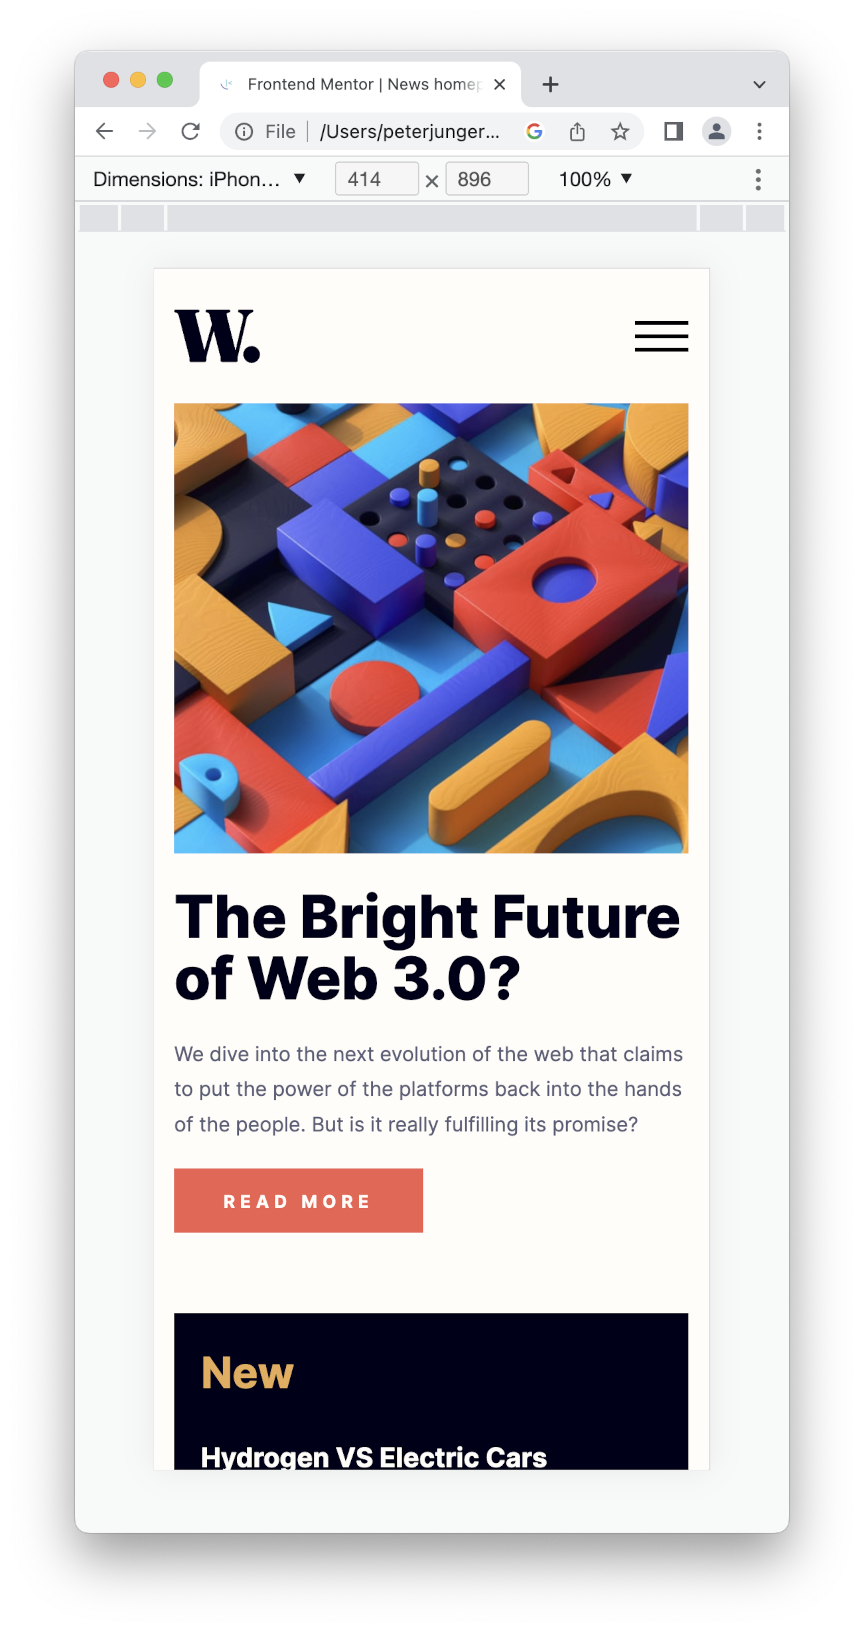 Frontend Mentor | News homep
File
/Users/peterjunger...
Dimensions: iPhon...
414
×
896
100%
W.
The Bright Future
of Web 3.0?
We dive into the next evolution of the web that claims
to put the power of the platforms back into the hands
of the people. But is it really fulfilling its promise?
READ MORE
New
Hydrogen VS Electric Cars